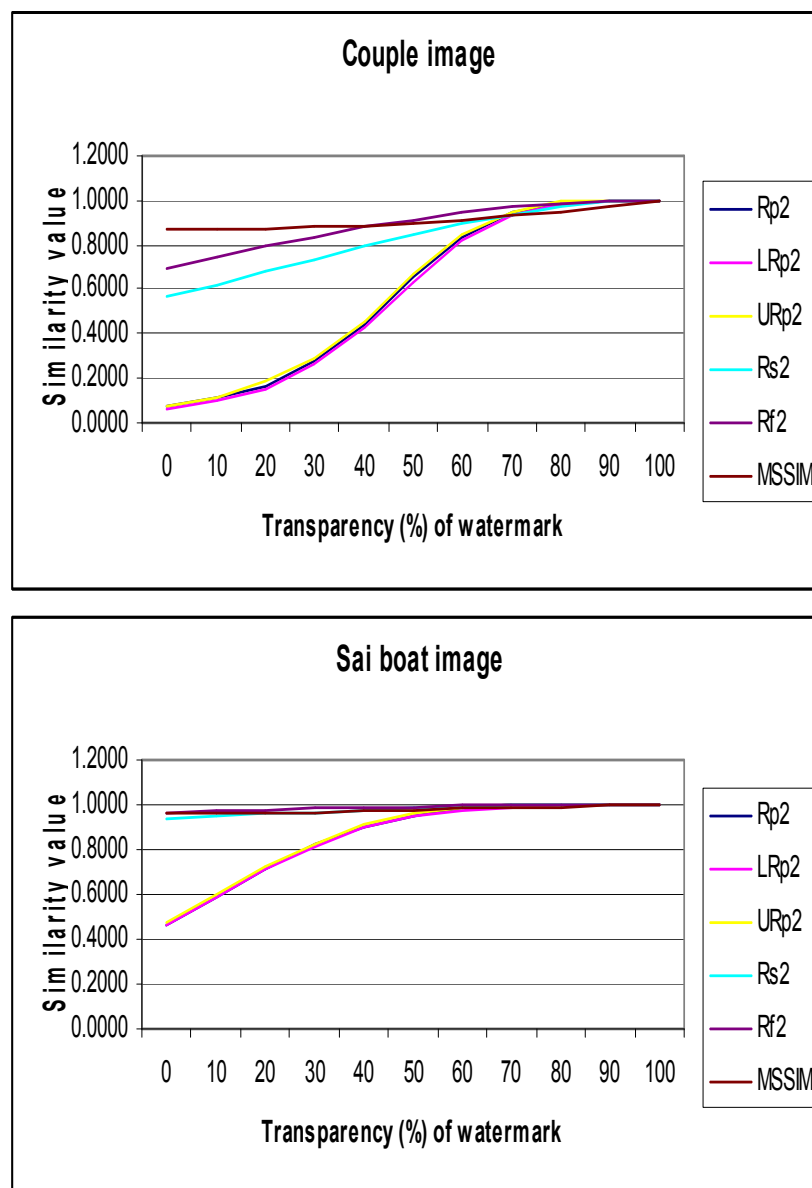 Couple image
1.2000
1.0000
0.8000
0.6000
0.4000
0.2000
0.0000
Similarity value
0 10 20 30 40 50 60 70 80 90 100
Transparency (%) of watermark
Rp2
LRp2
URp2
Rs2
Rf2
MSSIM
Sai boat image
1.2000
1.0000
0.8000
0.6000
0.4000
0.2000
0.0000
Similarity value
0 10 20 30 40 50 60 70 80 90 100
Transparency (%) of watermark
Rp2
LRp2
URp2
Rs2
Rf2
MSSIM